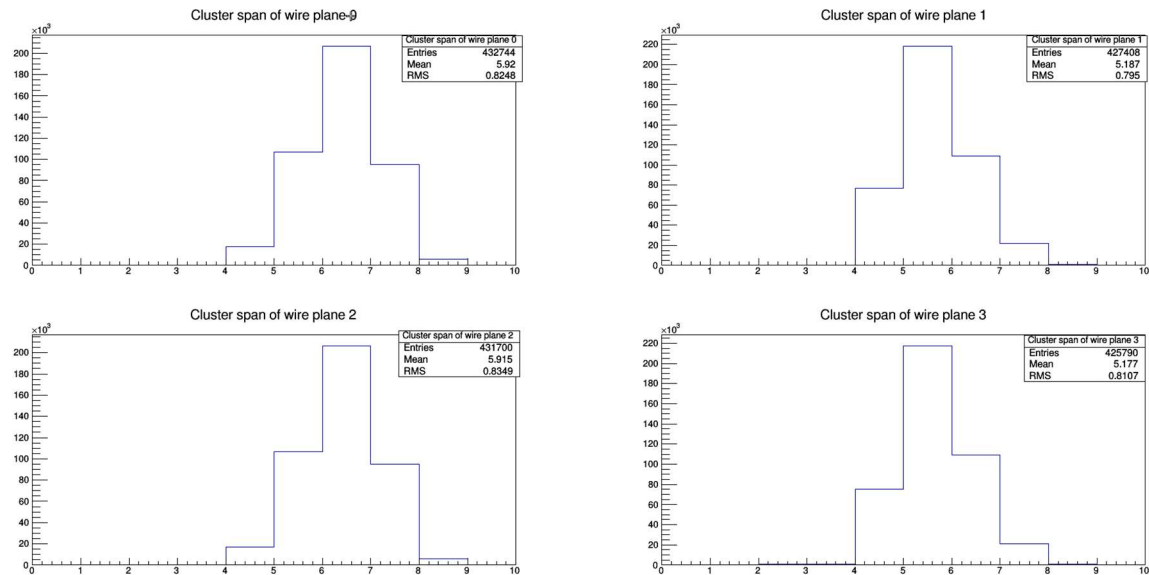 Cluster span of wire plane 0
×10³
Cluster span of wire plane 0
Entries 432744
Mean 5.92
RMS 0.8248
200
180
160
140
120
100
80
60
40
20
0
0 1 2 3 4 5 6 7 8 9 10
Cluster span of wire plane 1
×10³
Cluster span of wire plane 1
Entries 427408
Mean 5.187
RMS 0.795
220
200
180
160
140
120
100
80
60
40
20
0
0 1 2 3 4 5 6 7 8 9 10
Cluster span of wire plane 2
×10³
Cluster span of wire plane 2
Entries 431700
Mean 5.915
RMS 0.8349
200
180
160
140
120
100
80
60
40
20
0
0 1 2 3 4 5 6 7 8 9 10
Cluster span of wire plane 3
×10³
Cluster span of wire plane 3
Entries 425790
Mean 5.177
RMS 0.8107
220
200
180
160
140
120
100
80
60
40
20
0
0 1 2 3 4 5 6 7 8 9 10